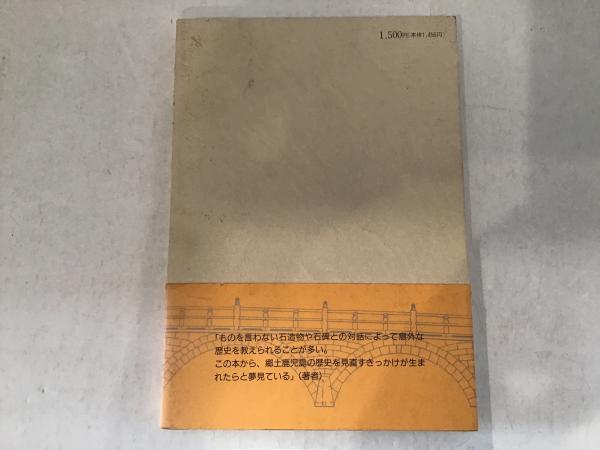 1,500円(本体1,456円)
「ものを言わない石造物や石碑との対話によって意外な
歴史を教えられることが多い。
この本から、郷土鹿児島の歴史を見直すきっかけが生ま
れたらと夢見ている」(著者)